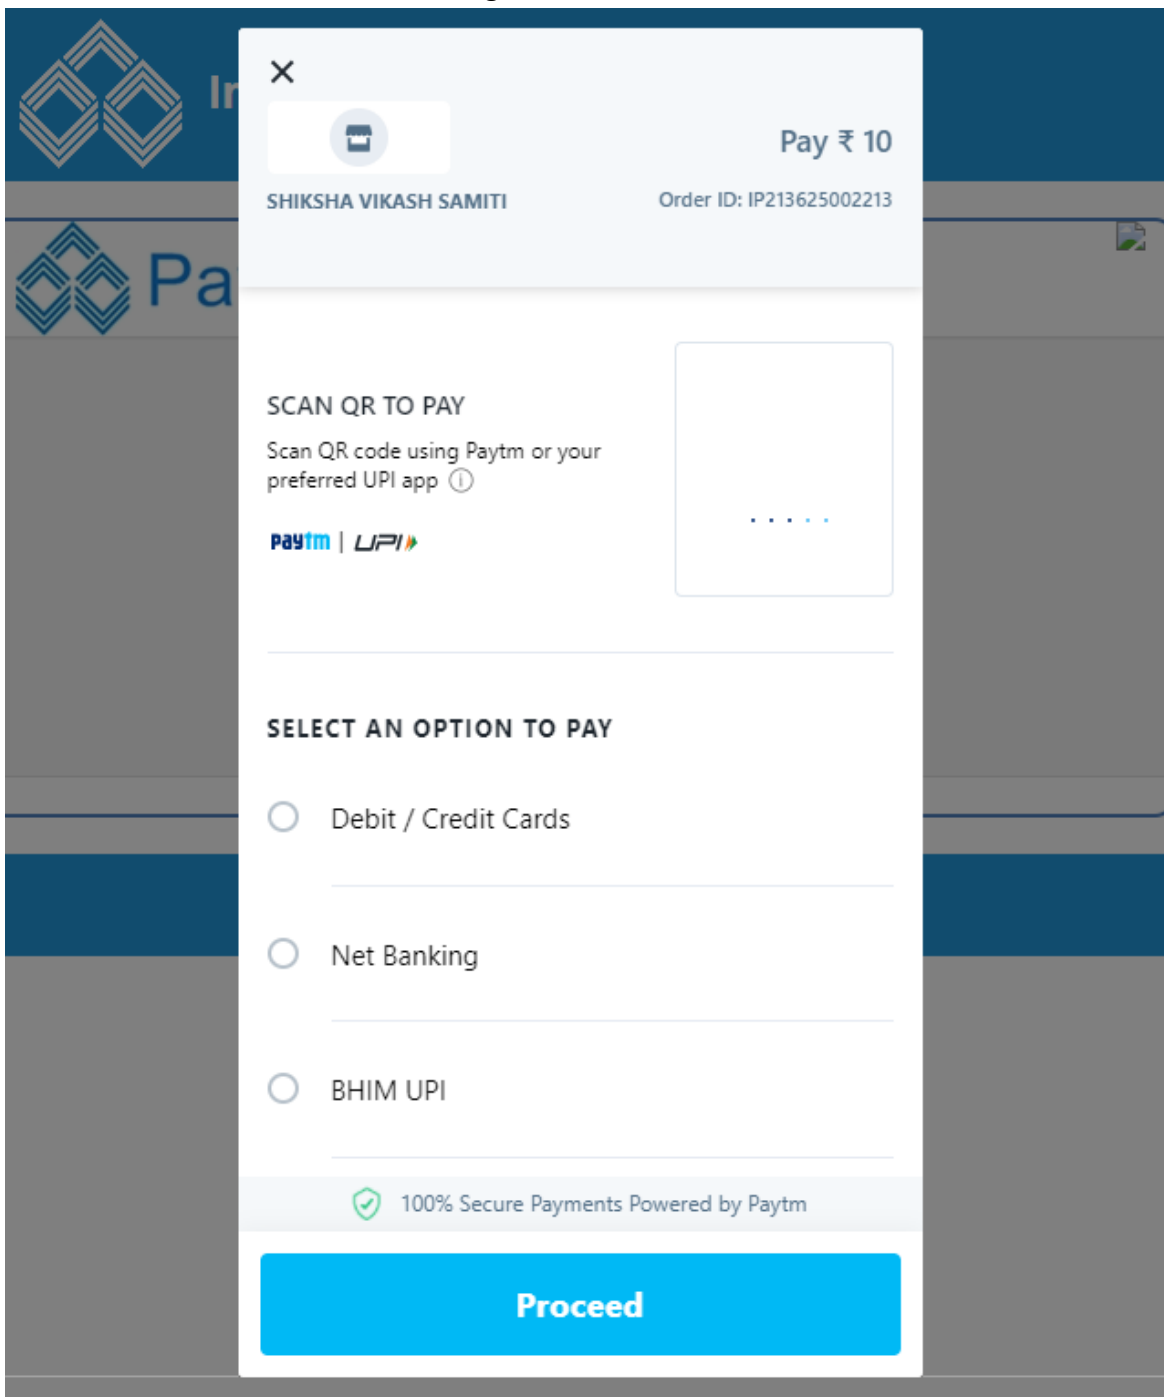 In
Pa
Pay ₹ 10
SHIKSHA VIKASH SAMITI
Order ID: IP213625002213
SCAN QR TO PAY
Scan QR code using Paytm or your
preferred UPI app
paytm | UPI
SELECT AN OPTION TO PAY
Debit / Credit Cards
Net Banking
BHIM UPI
100% Secure Payments Powered by Paytm
Proceed